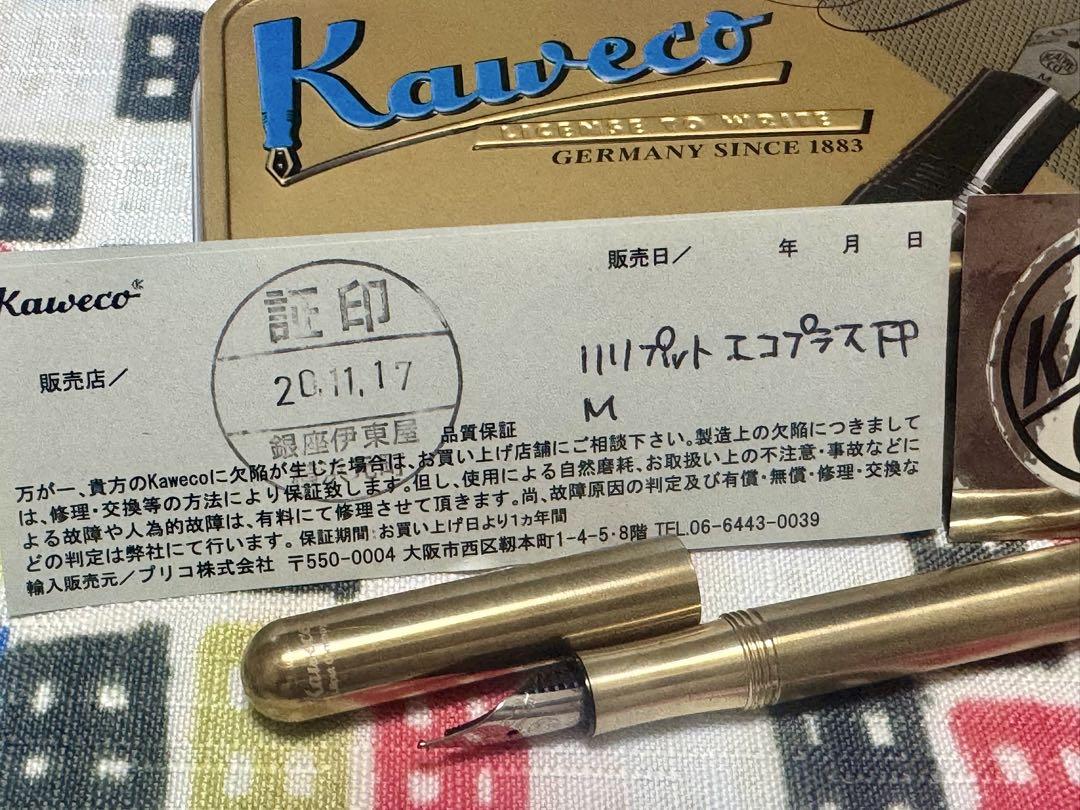 Kaweco
LICENSE TO WRITE
GERMANY SINCE 1883
Kaweco
販売日/ 年 月 日
販売店/
証印
20.11.17
銀座伊東屋
リリプット エコプラス FP
M
品質保証
万が一、貴方のKawecoに欠陥が生じた場合は、お買い上げ店舗にご相談下さい。製造上の欠陥につきまして
は、修理・交換等の方法により保証致します。但し、使用による自然磨耗、お取扱い上の不注意・事故などに
よる故障や人為的故障は、有料にて修理させて頂きます。尚、故障原因の判定及び有償・無償・修理・交換な
どの判定は弊社にて行います。保証期間:お買い上げ日より1ヵ年間
輸入販売元/プリコ株式会社 〒550-0004 大阪市西区靱本町1-4-5・8階 TEL.06-6443-0039
Kaweco